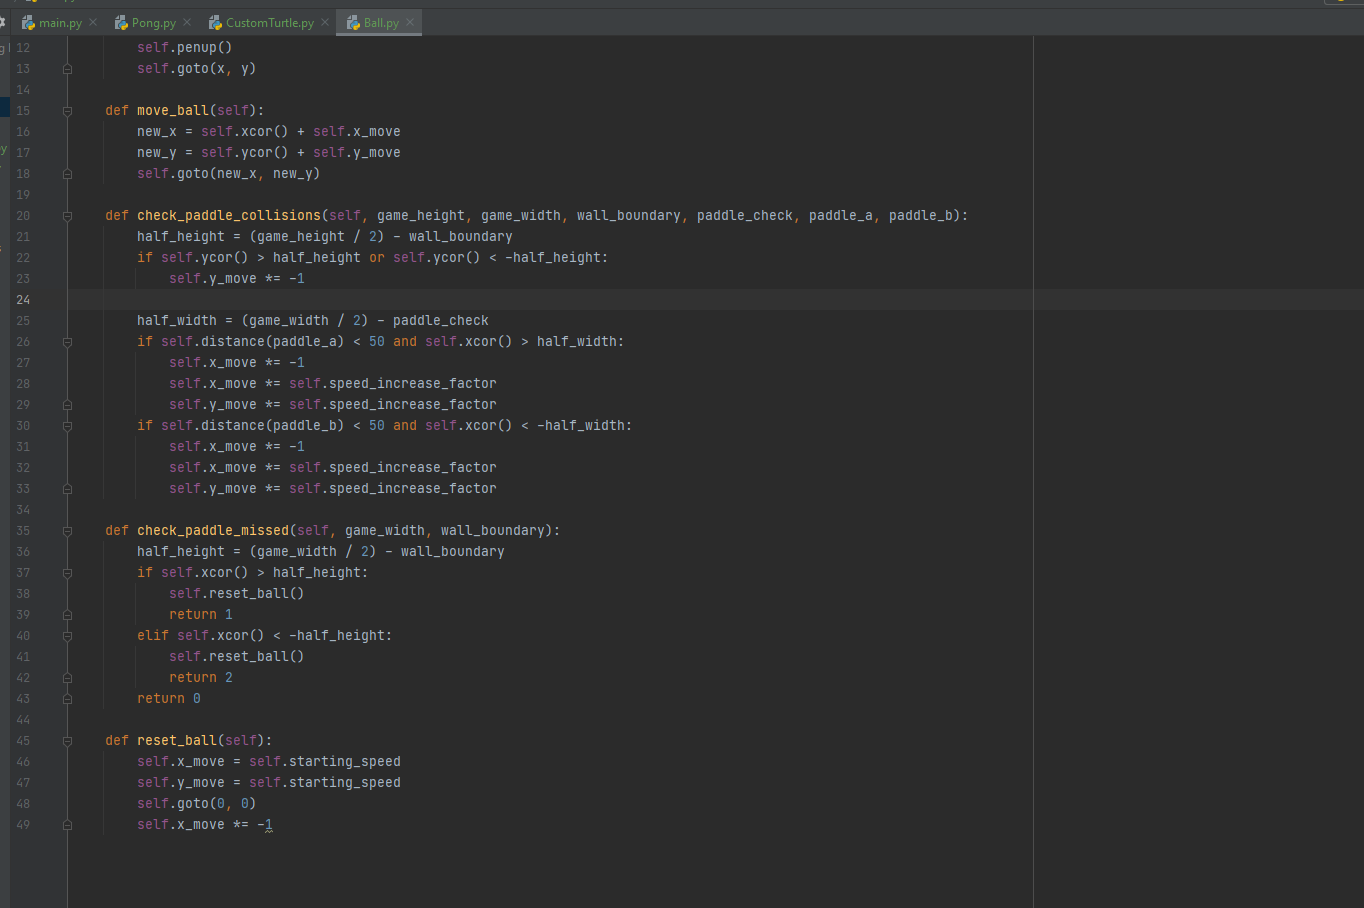 main.py Pong.py CustomTurtle.py Ball.py
12 self.penup()
13 self.goto(x, y)
14
15 def move_ball(self):
16 new_x = self.xcor() + self.x_move
17 new_y = self.ycor() + self.y_move
18 self.goto(new_x, new_y)
19
20 def check_paddle_collisions(self, game_height, game_width, wall_boundary, paddle_check, paddle_a, paddle_b):
21 half_height = (game_height / 2) - wall_boundary
22 if self.ycor() > half_height or self.ycor() < -half_height:
23 self.y_move *= -1
24
25 half_width = (game_width / 2) - paddle_check
26 if self.distance(paddle_a) < 50 and self.xcor() > half_width:
27 self.x_move *= -1
28 self.x_move *= self.speed_increase_factor
29 self.y_move *= self.speed_increase_factor
30 if self.distance(paddle_b) < 50 and self.xcor() < -half_width:
31 self.x_move *= -1
32 self.x_move *= self.speed_increase_factor
33 self.y_move *= self.speed_increase_factor
34
35 def check_paddle_missed(self, game_width, wall_boundary):
36 half_height = (game_width / 2) - wall_boundary
37 if self.xcor() > half_height:
38 self.reset_ball()
39 return 1
40 elif self.xcor() < -half_height:
41 self.reset_ball()
42 return 2
43 return 0
44
45 def reset_ball(self):
46 self.x_move = self.starting_speed
47 self.y_move = self.starting_speed
48 self.goto(0, 0)
49 self.x_move *= -1